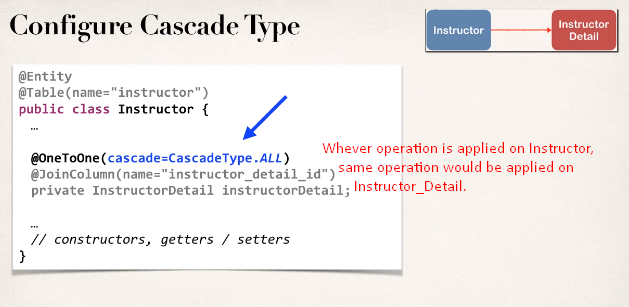 Configure Cascade Type
Instructor
Instructor
Detail
@Entity
@Table(name="instructor")
public class Instructor {
…
@OneToOne(cascade=CascadeType.ALL)
@JoinColumn(name="instructor_detail_id")
private InstructorDetail instructorDetail;
…
// constructors, getters / setters
}
Whever operation is applied on Instructor,
same operation would be applied on
Instructor_Detail.